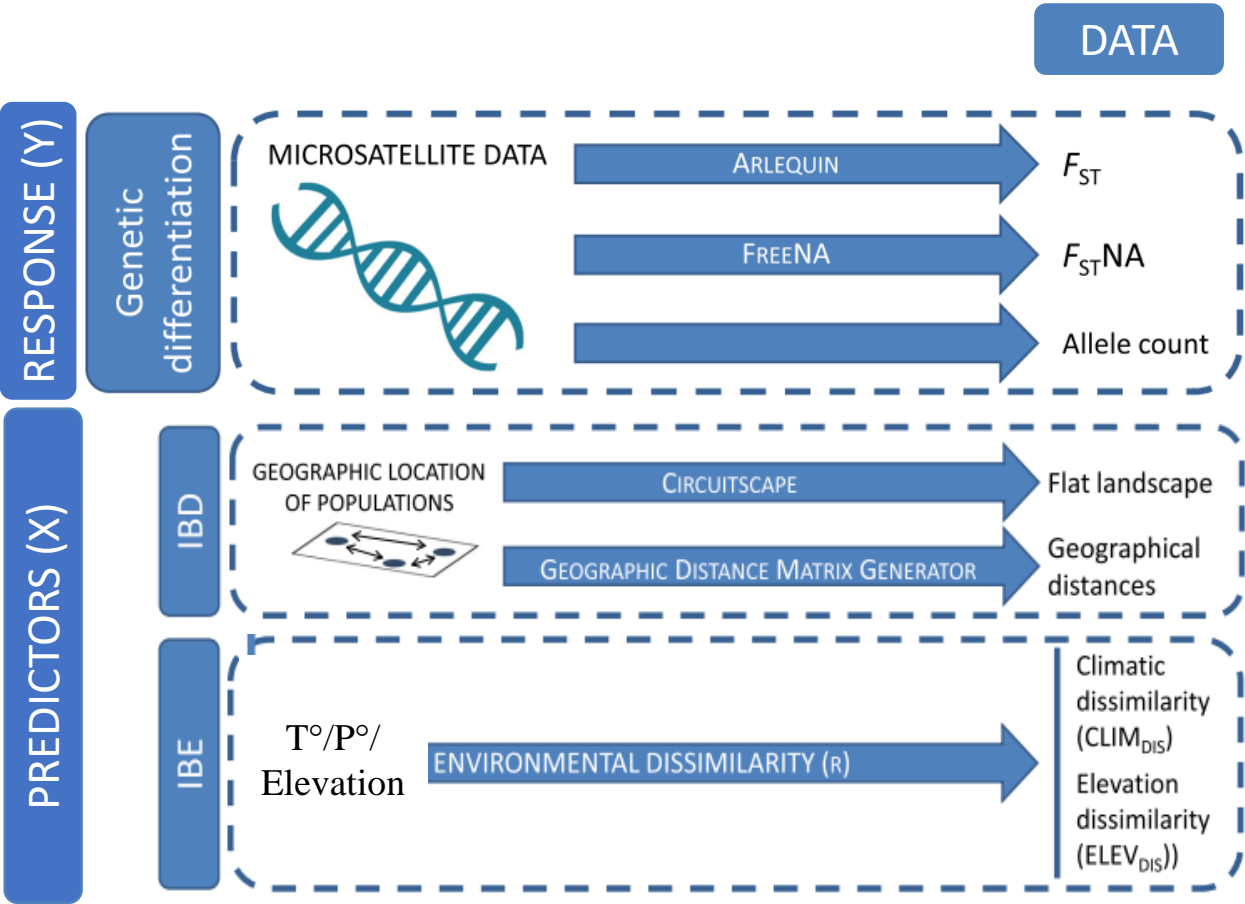 DATA
RESPONSE (Y)
Genetic
differentiation
MICROSATELLITE DATA
ARLEQUIN
FST
FREENA
FSTNA
Allele count
PREDICTORS (X)
IBD
GEOGRAPHIC LOCATION
OF POPULATIONS
CIRCUITSCAPE
Flat landscape
GEOGRAPHIC DISTANCE MATRIX GENERATOR
Geographical
distances
IBE
T°/P°/
Elevation
ENVIRONMENTAL DISSIMILARITY (R)
Climatic
dissimilarity
(CLIMDIS)
Elevation
dissimilarity
(ELEVDIS))